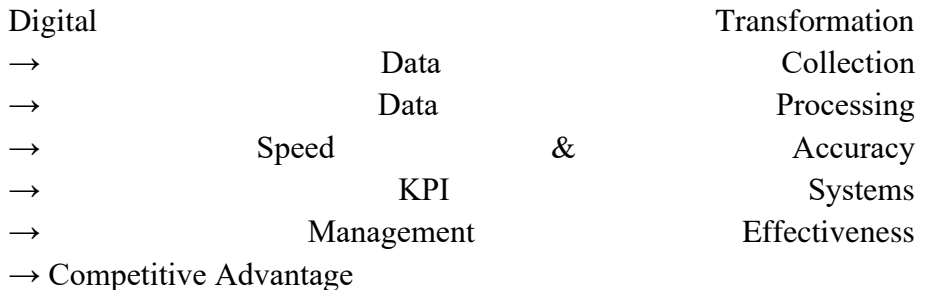 Digital Transformation
→ Data Collection
→ Data Processing
→ Speed & Accuracy
→ KPI Systems
→ Management Effectiveness
→ Competitive Advantage